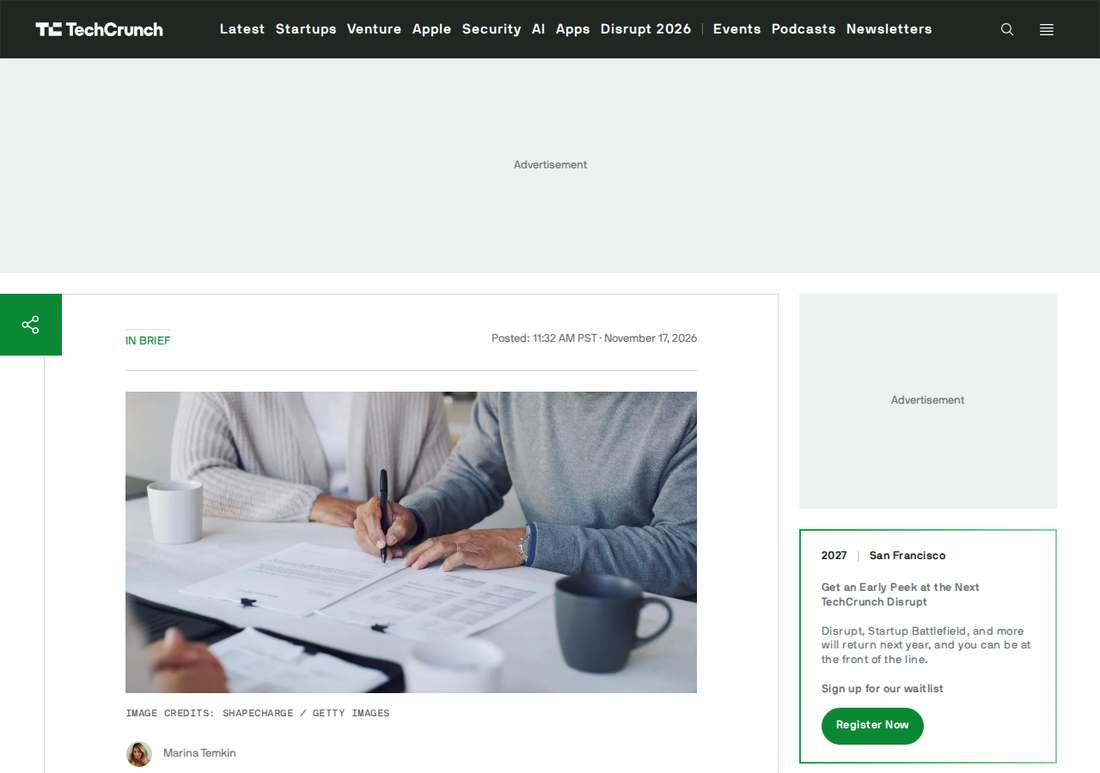 TechCrunch
Latest Startups Venture Apple Security AI Apps Disrupt 2026 | Events Podcasts Newsletters
Advertisement
IN BRIEF
Posted: 11:32 AM PST · November 17, 2026
IMAGE CREDITS: SHAPECHARGE / GETTY IMAGES
Marina Temkin
Advertisement
2027 | San Francisco
Get an Early Peek at the Next
TechCrunch Disrupt
Disrupt, Startup Battlefield, and more
will return next year, and you can be at
the front of the line.
Sign up for our waitlist
Register Now